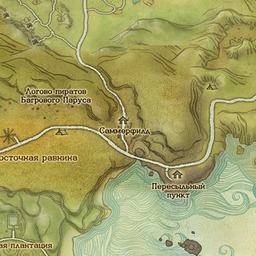 Логово пиратов
Багрового Паруса
Саммерфилд
осточная равнина
Пересыльный
пункт
ая плантация